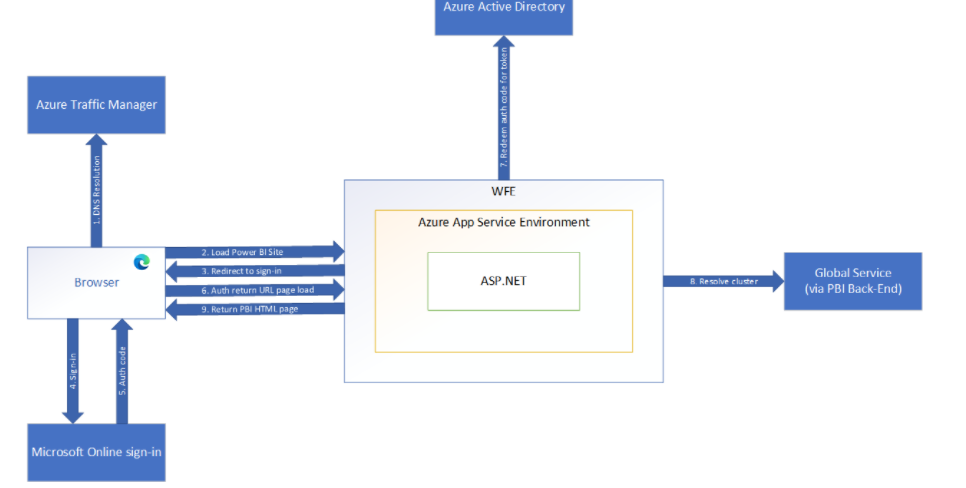 Azure Active Directory
Azure Traffic Manager
7. Redeem auth code for token
1. DNS Resolution
WFE
Azure App Service Environment
2. Load Power BI Site
3. Redirect to sign-in
Browser
ASP.NET
6. Auth return URL page load
9. Return PBI HTML page
8. Resolve cluster
Global Service
(via PBI Back-End)
4. Sign-in
5. Auth code
Microsoft Online sign-in